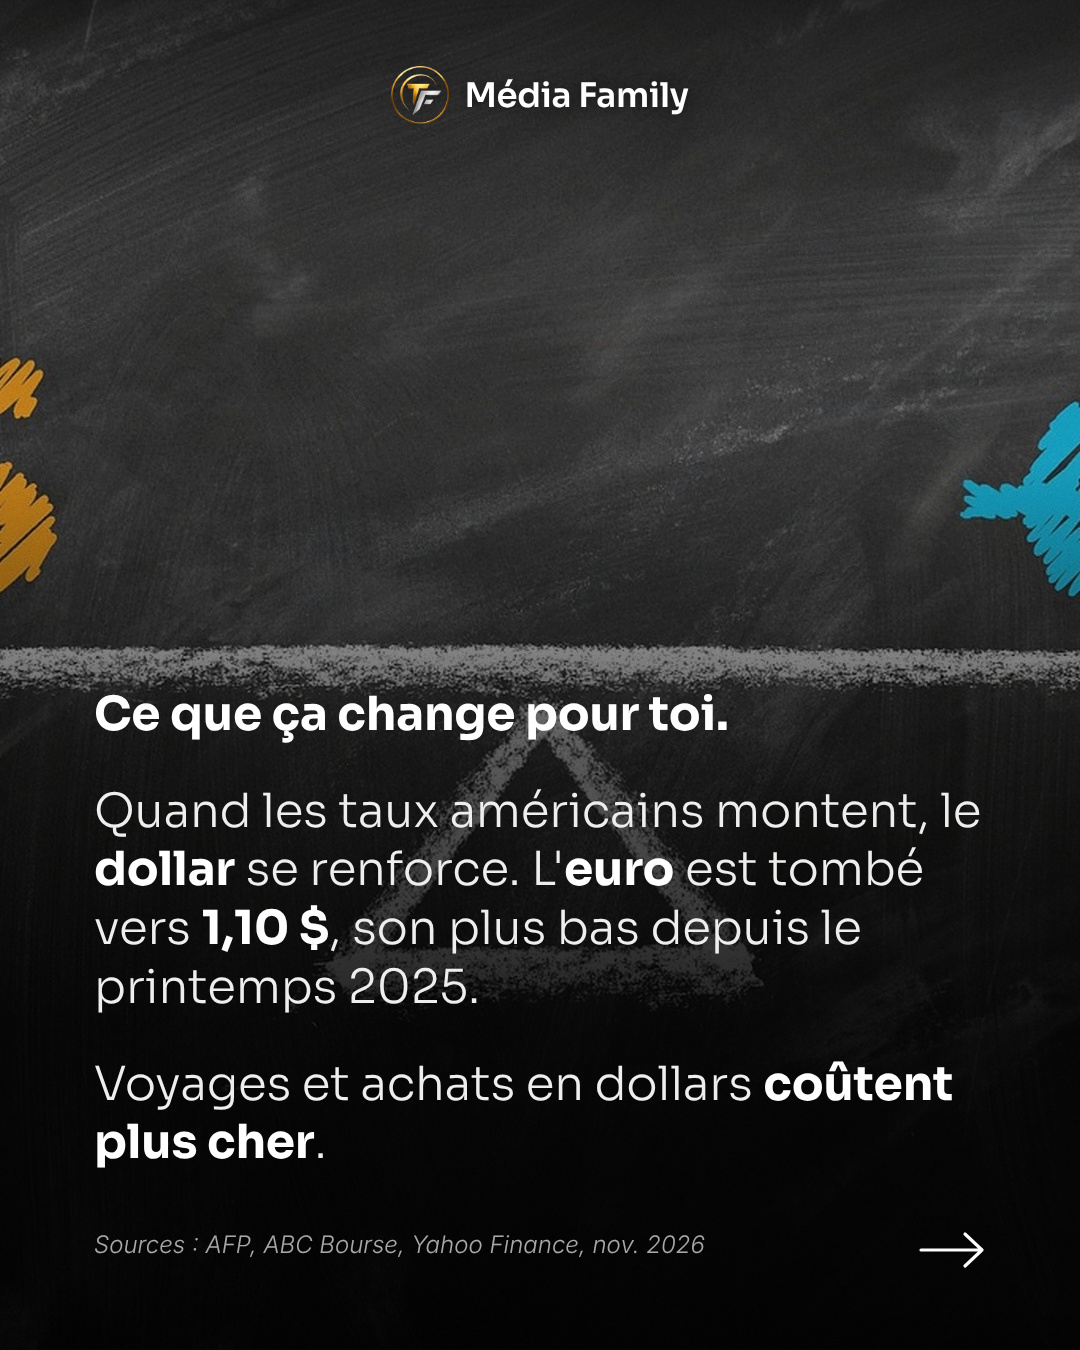 Média Family
Ce que ça change pour toi.
Quand les taux américains montent, le
dollar se renforce. L'euro est tombé
vers 1,10 $, son plus bas depuis le
printemps 2025.
Voyages et achats en dollars coûtent
plus cher.
Sources : AFP, ABC Bourse, Yahoo Finance, nov. 2026